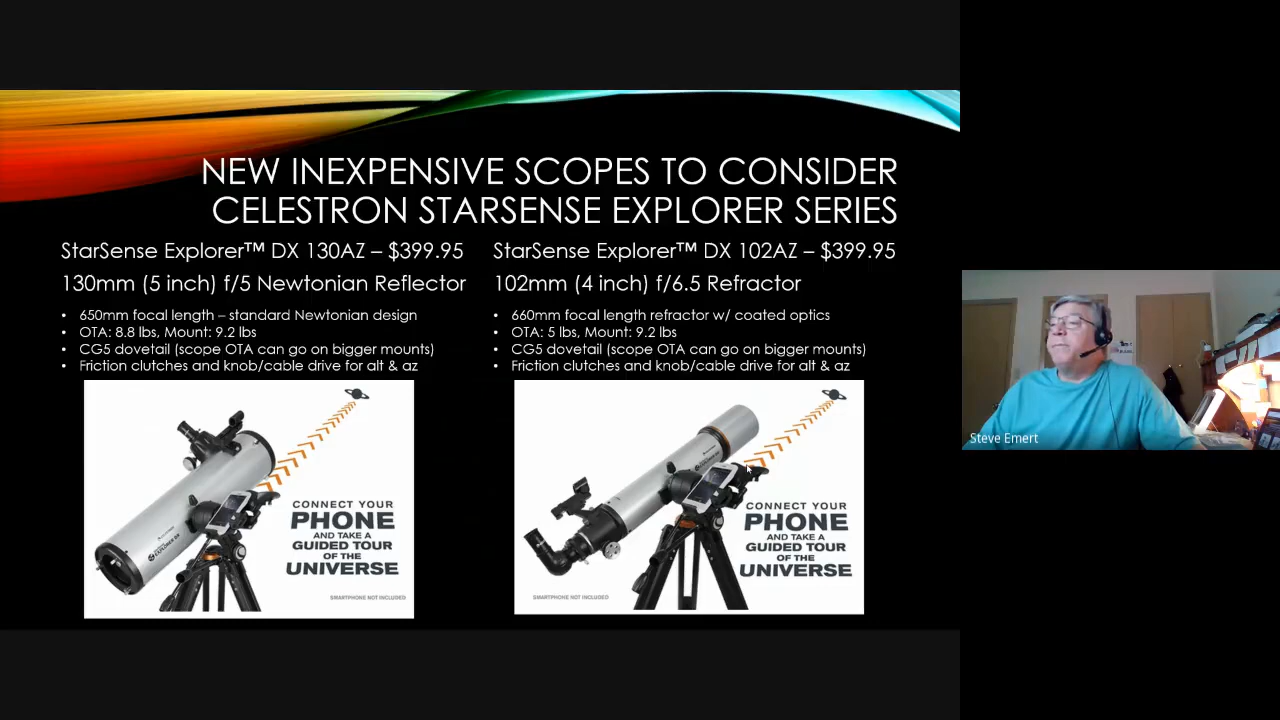 NEW INEXPENSIVE SCOPES TO CONSIDER
CELESTRON STARSENSE EXPLORER SERIES
StarSense Explorer™ DX 130AZ – $399.95
130mm (5 inch) f/5 Newtonian Reflector
• 650mm focal length – standard Newtonian design
• OTA: 8.8 lbs, Mount: 9.2 lbs
• CG5 dovetail (scope OTA can go on bigger mounts)
• Friction clutches and knob/cable drive for alt & az
CONNECT YOUR
PHONE
AND TAKE A
GUIDED TOUR
OF THE
UNIVERSE
SMARTPHONE NOT INCLUDED
StarSense Explorer™ DX 102AZ – $399.95
102mm (4 inch) f/6.5 Refractor
• 660mm focal length refractor w/ coated optics
• OTA: 5 lbs, Mount: 9.2 lbs
• CG5 dovetail (scope OTA can go on bigger mounts)
• Friction clutches and knob/cable drive for alt & az
CONNECT YOUR
PHONE
AND TAKE A
GUIDED TOUR
OF THE
UNIVERSE
SMARTPHONE NOT INCLUDED
Steve Emert